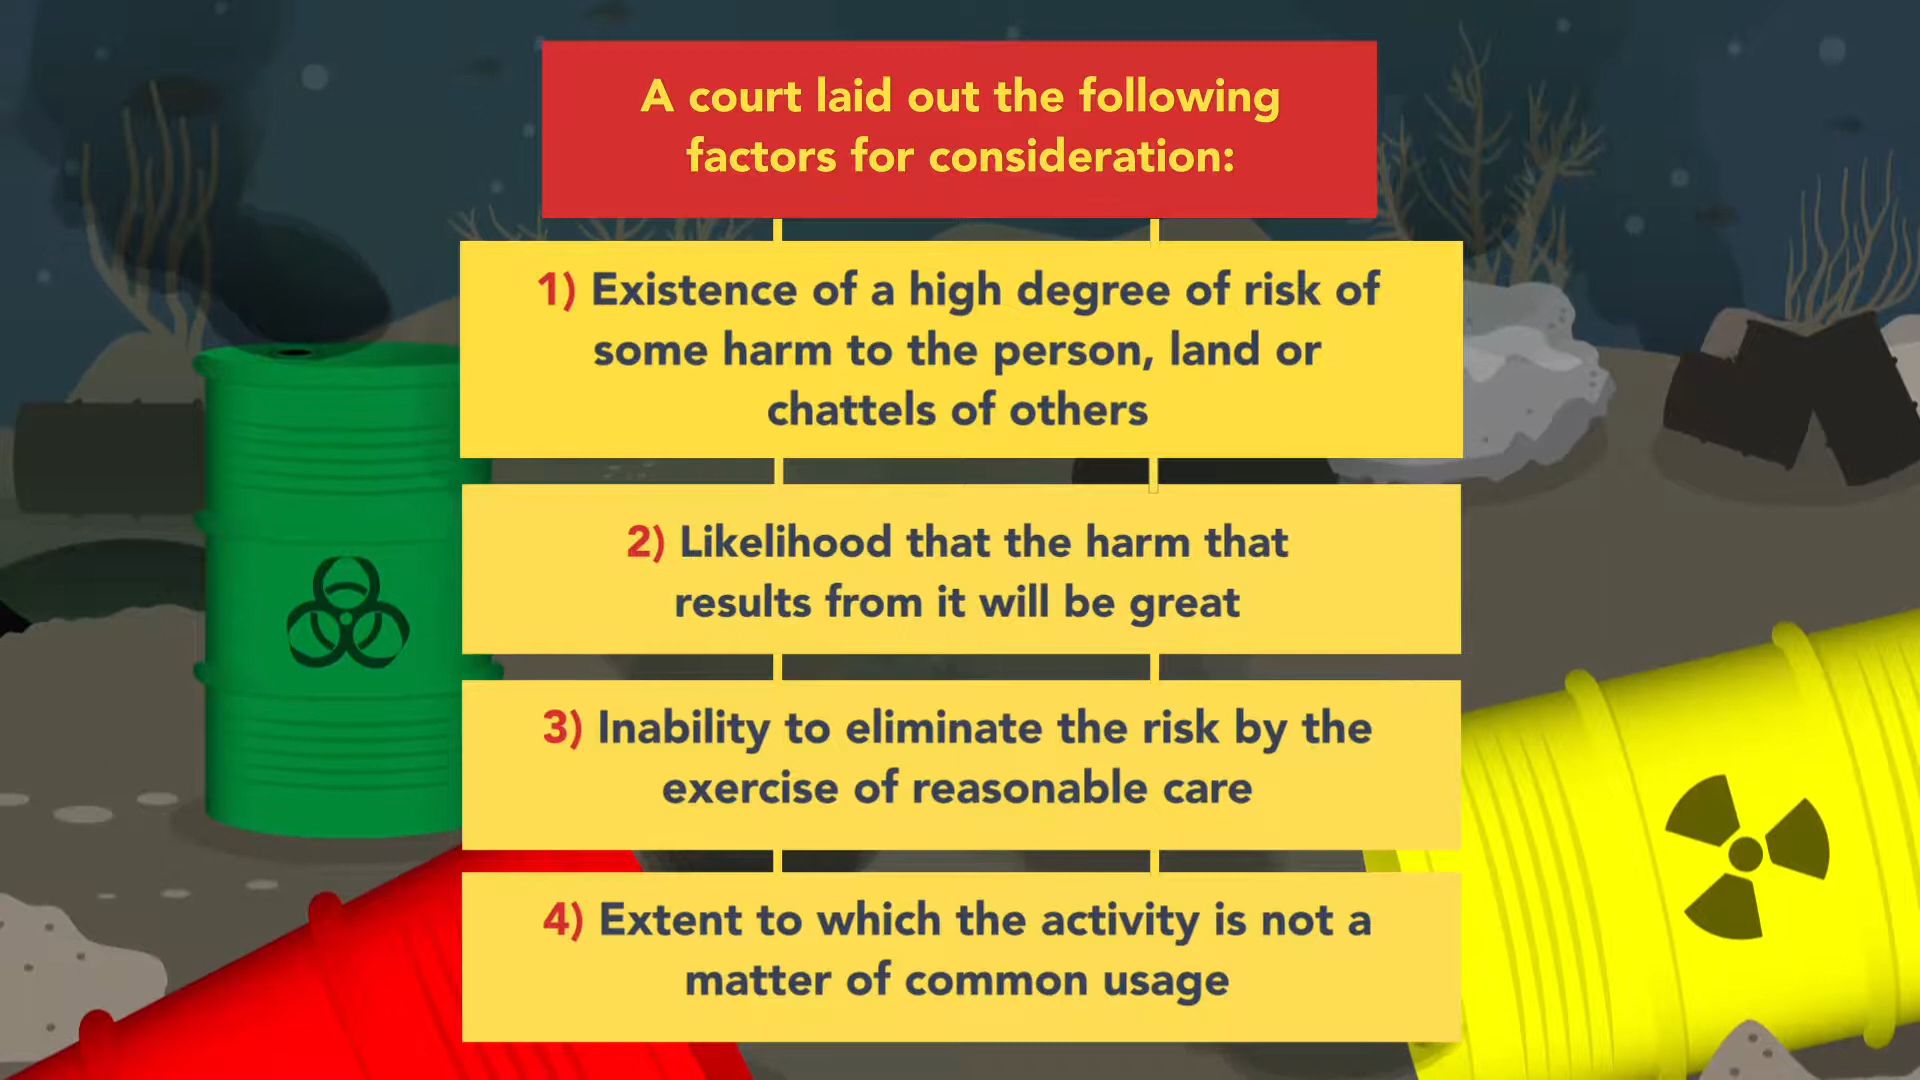 A court laid out the following
factors for consideration:
1) Existence of a high degree of risk of
some harm to the person, land or
chattels of others
2) Likelihood that the harm that
results from it will be great
3) Inability to eliminate the risk by the
exercise of reasonable care
4) Extent to which the activity is not a
matter of common usage